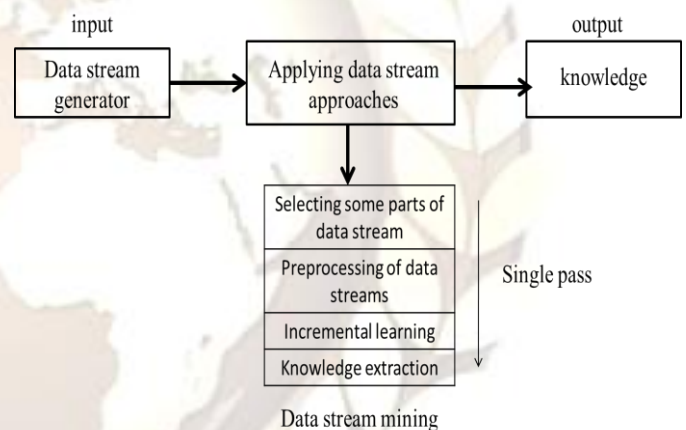 input
output
Data stream
generator
Applying data stream
approaches
knowledge
Selecting some parts of
data stream
Preprocessing of data
streams
Incremental learning
Knowledge extraction
Single pass
Data stream mining